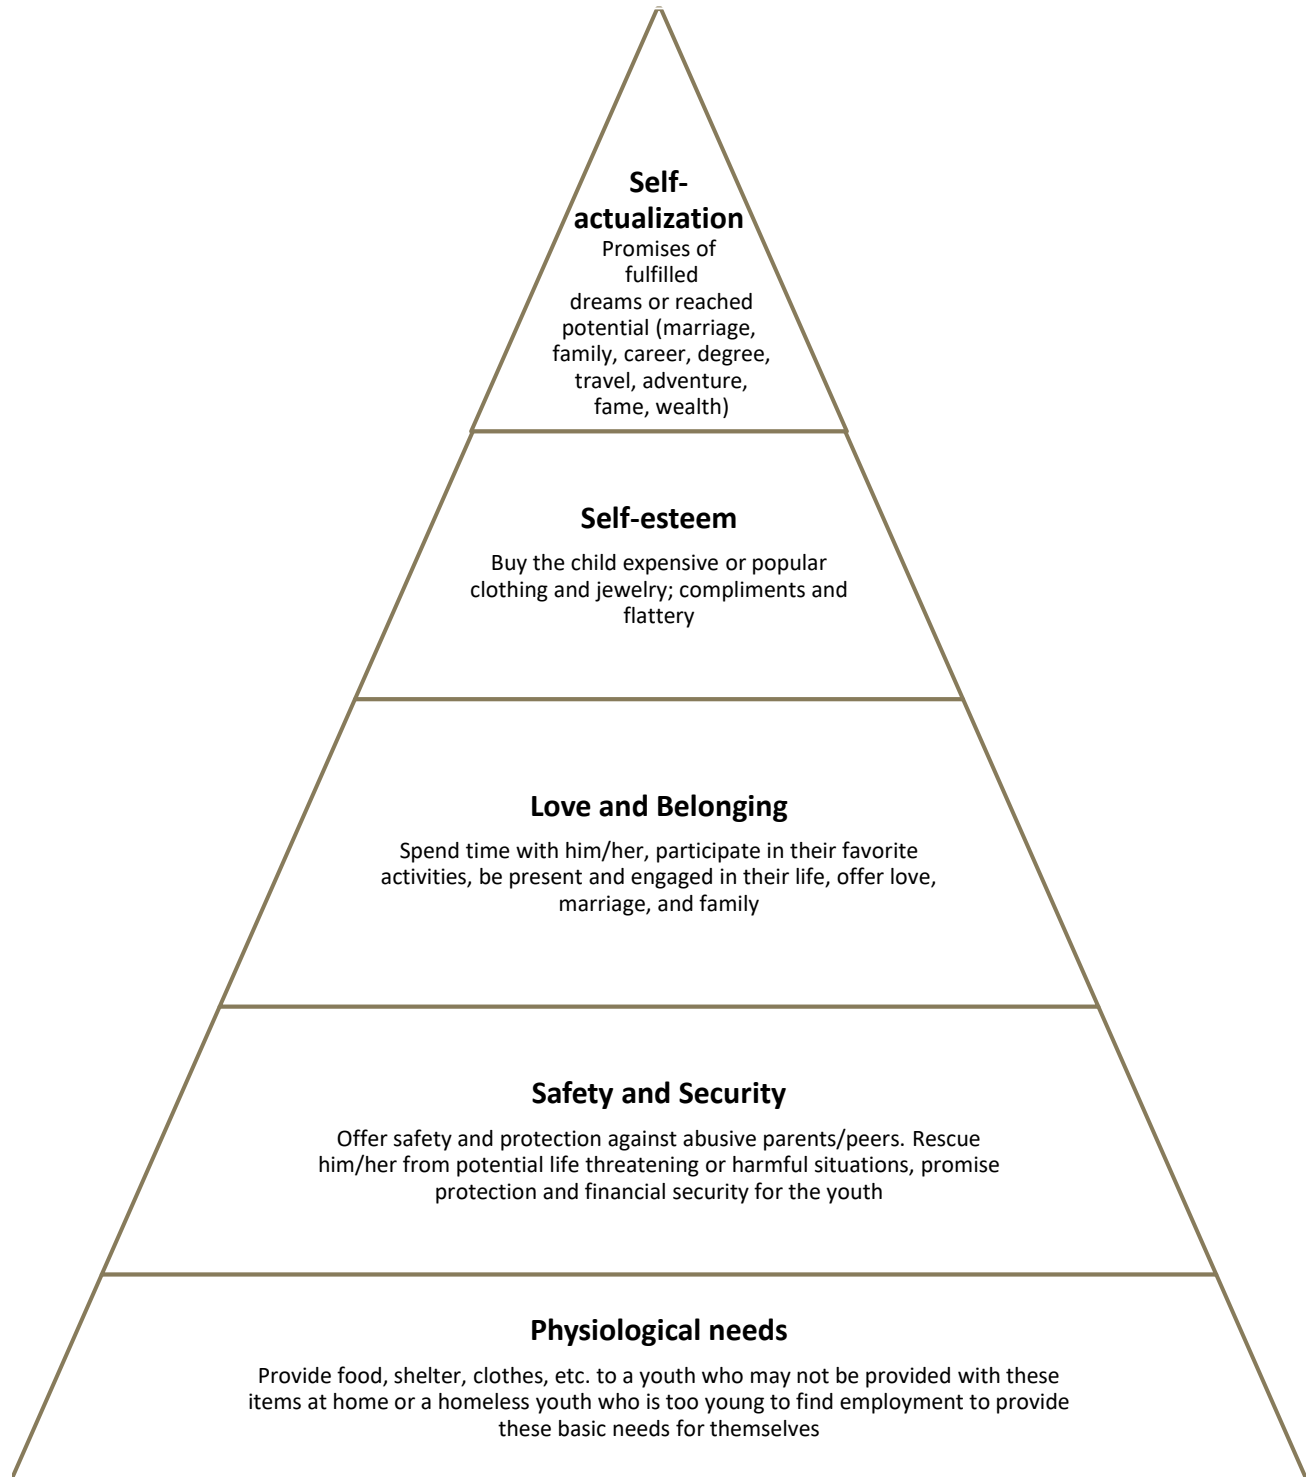 Self-
actualization
Promises of
fulfilled
dreams or reached
potential (marriage,
family, career, degree,
travel, adventure,
fame, wealth)
Self-esteem
Buy the child expensive or popular
clothing and jewelry; compliments and
flattery
Love and Belonging
Spend time with him/her, participate in their favorite
activities, be present and engaged in their life, offer love,
marriage, and family
Safety and Security
Offer safety and protection against abusive parents/peers. Rescue
him/her from potential life threatening or harmful situations, promise
protection and financial security for the youth
Physiological needs
Provide food, shelter, clothes, etc. to a youth who may not be provided with these
items at home or a homeless youth who is too young to find employment to provide
these basic needs for themselves